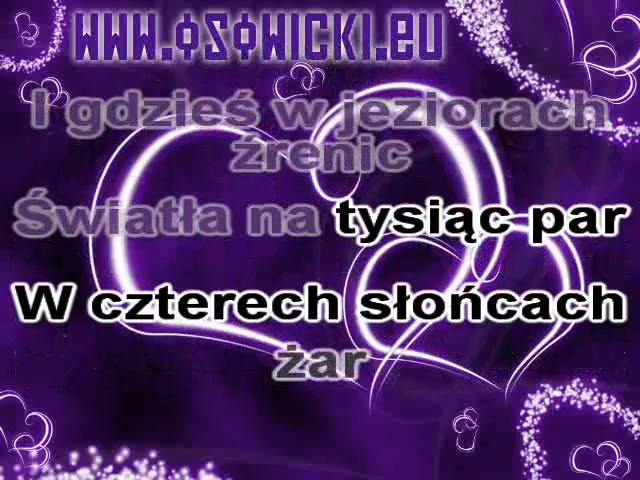 www.osowicki.eu
I gdzieś w jeziorach
źrenic
Światła na tysiąc par
W czterech słońcach
żar